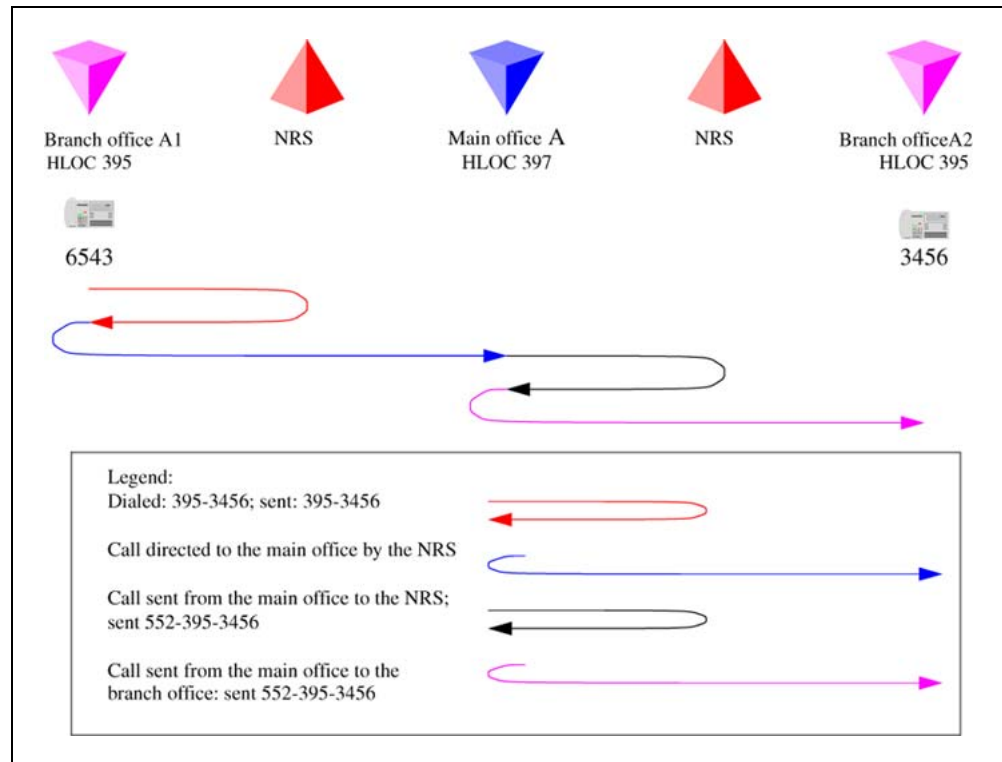 Branch office A1
HLOC 395
NRS
Main office A
HLOC 397
NRS
Branch officeA2
HLOC 395
6543
3456
Legend:
Dialed: 395-3456; sent: 395-3456
Call directed to the main office by the NRS
Call sent from the main office to the NRS;
sent 552-395-3456
Call sent from the main office to the
branch office: sent 552-395-3456